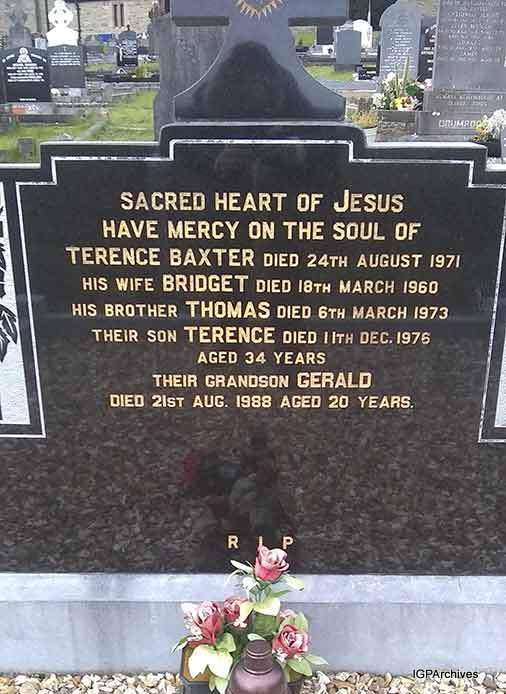 SACRED HEART OF JESUS
HAVE MERCY ON THE SOUL OF
TERENCE BAXTER DIED 24TH AUGUST 1971
HIS WIFE BRIDGET DIED 18TH MARCH 1960
HIS BROTHER THOMAS DIED 6TH MARCH 1973
THEIR SON TERENCE DIED 11TH DEC. 1976
AGED 34 YEARS
THEIR GRANDSON GERALD
DIED 21ST AUG. 1988 AGED 20 YEARS.
R I P
IGPArchives